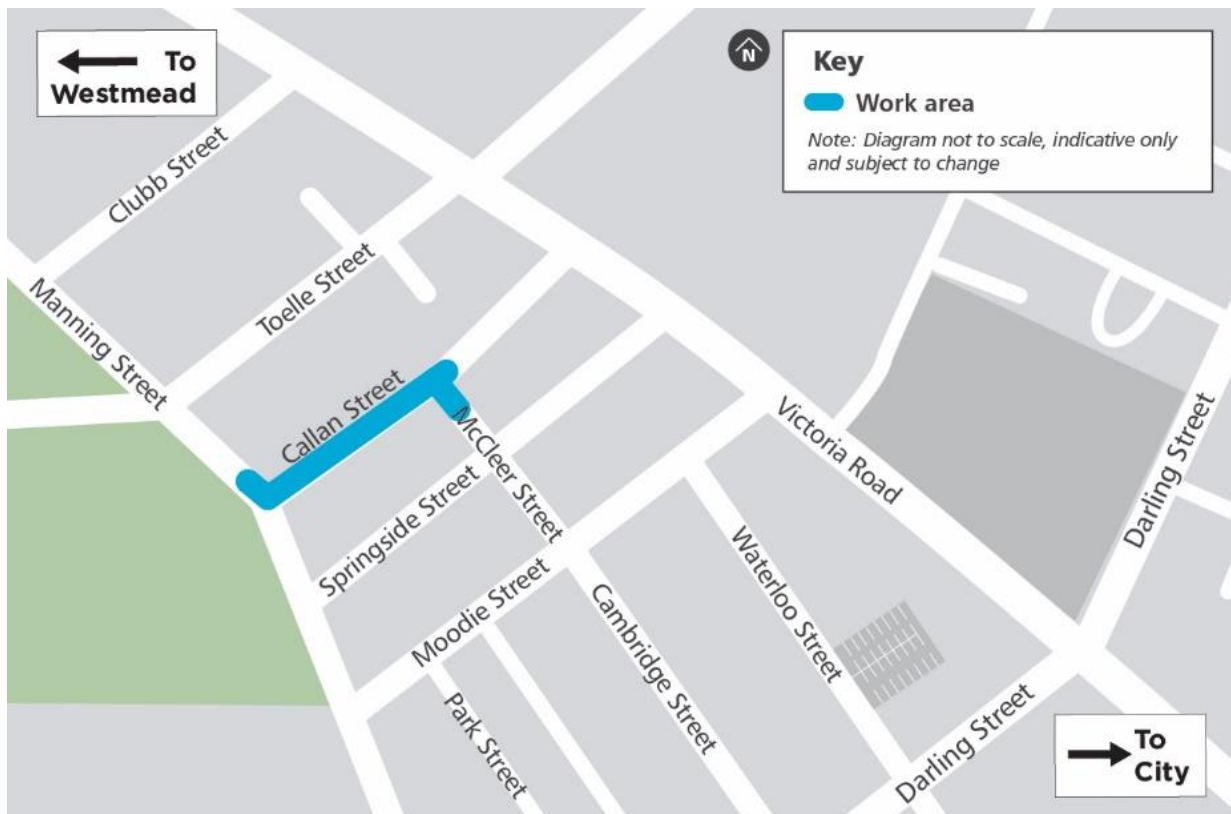 To
Westmead
N
Key
Work area
Note: Diagram not to scale, indicative only
and subject to change
Clubb Street
Manning Street
Toelle Street
Callan Street
McCleer Street
Springside Street
Moodie Street
Victoria Road
Darling Street
Waterloo Street
Cambridge Street
Park Street
Darling Street
To
City